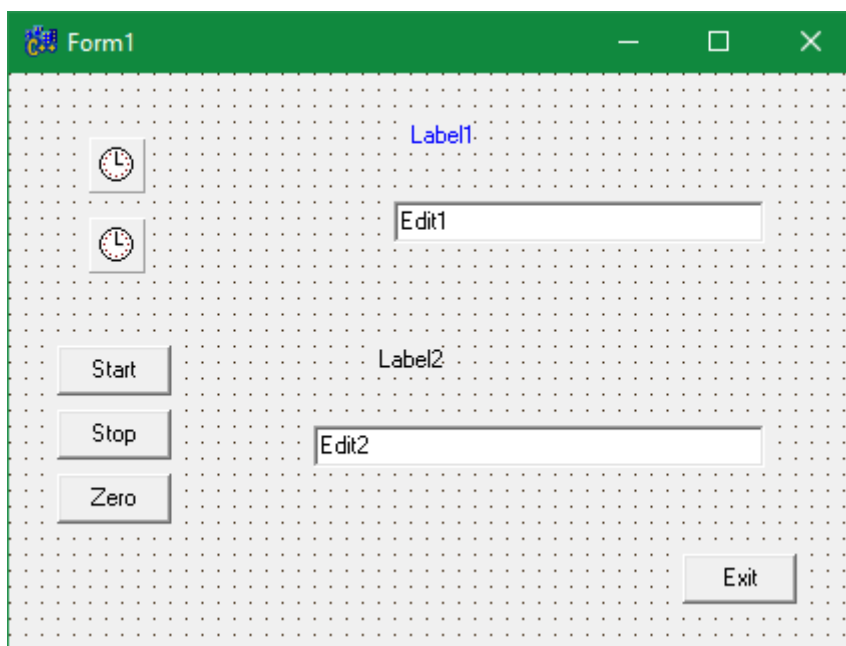 Form1
Label1
Edit1
Start
Label2
Stop
Edit2
Zero
Exit